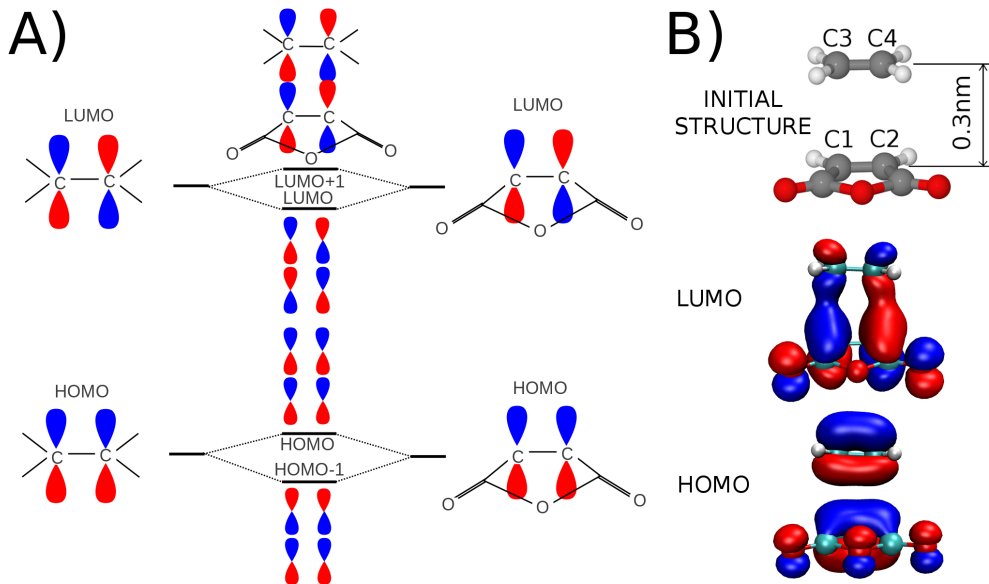 A)
B)
C C
C C
O O O
LUMO
C C
LUMO+1
LUMO
LUMO
C C
O O O
HOMO
C C
HOMO
HOMO-1
HOMO
C C
O O O
C3 C4
INITIAL
STRUCTURE
0.3nm
C1 C2
LUMO
HOMO